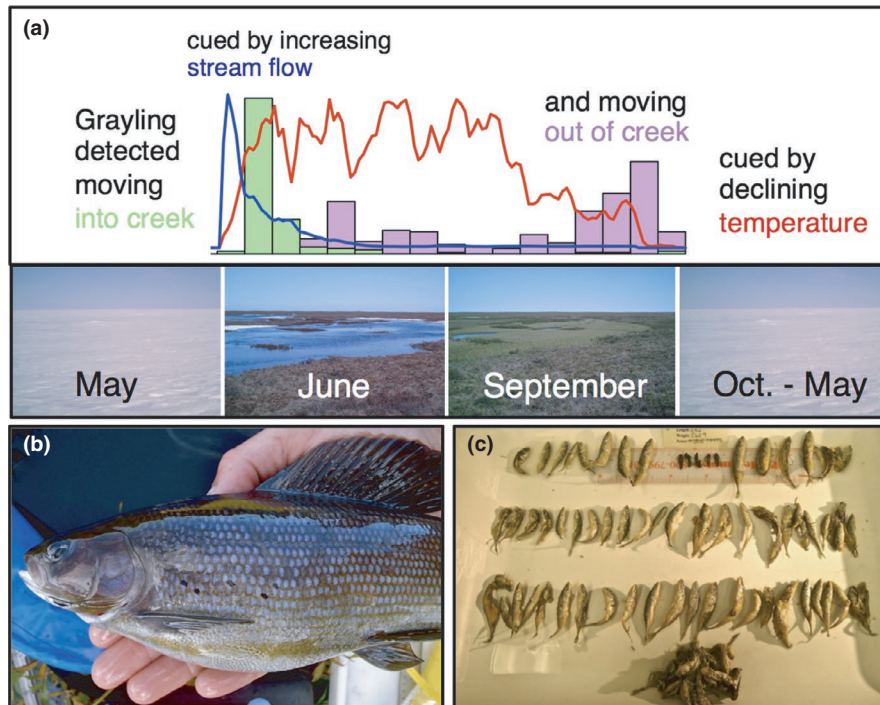 (a)
cued by increasing
stream flow
Grayling
detected
moving
into creek
and moving
out of creek
cued by
declining
temperature
May
June
September
Oct. - May
(b)
(c)